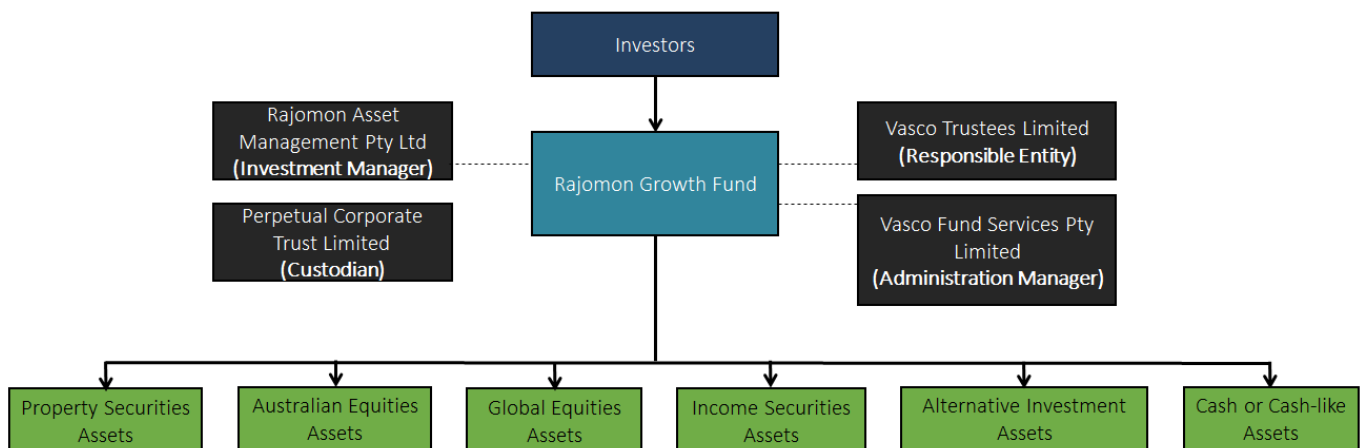 Investors
Rajomon Asset
Management Pty Ltd
(Investment Manager)
Vasco Trustees Limited
(Responsible Entity)
Rajomon Growth Fund
Perpetual Corporate
Trust Limited
(Custodian)
Vasco Fund Services Pty
Limited
(Administration Manager)
Property Securities
Assets
Australian Equities
Assets
Global Equities
Assets
Income Securities
Assets
Alternative Investment
Assets
Cash or Cash-like
Assets